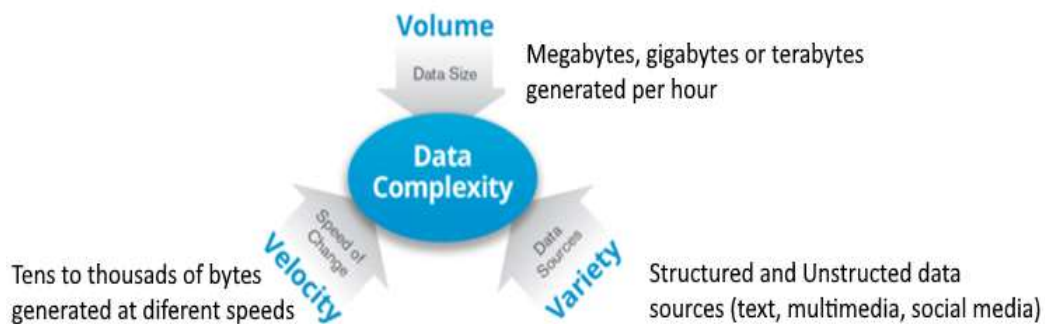 Volume
Data Size
Megabytes, gigabytes or terabytes
generated per hour
Data
Complexity
Speed of
Change
Velocity
Tens to thousads of bytes
generated at diferent speeds
Data
Sources
Variety
Structured and Unstructed data
sources (text, multimedia, social media)